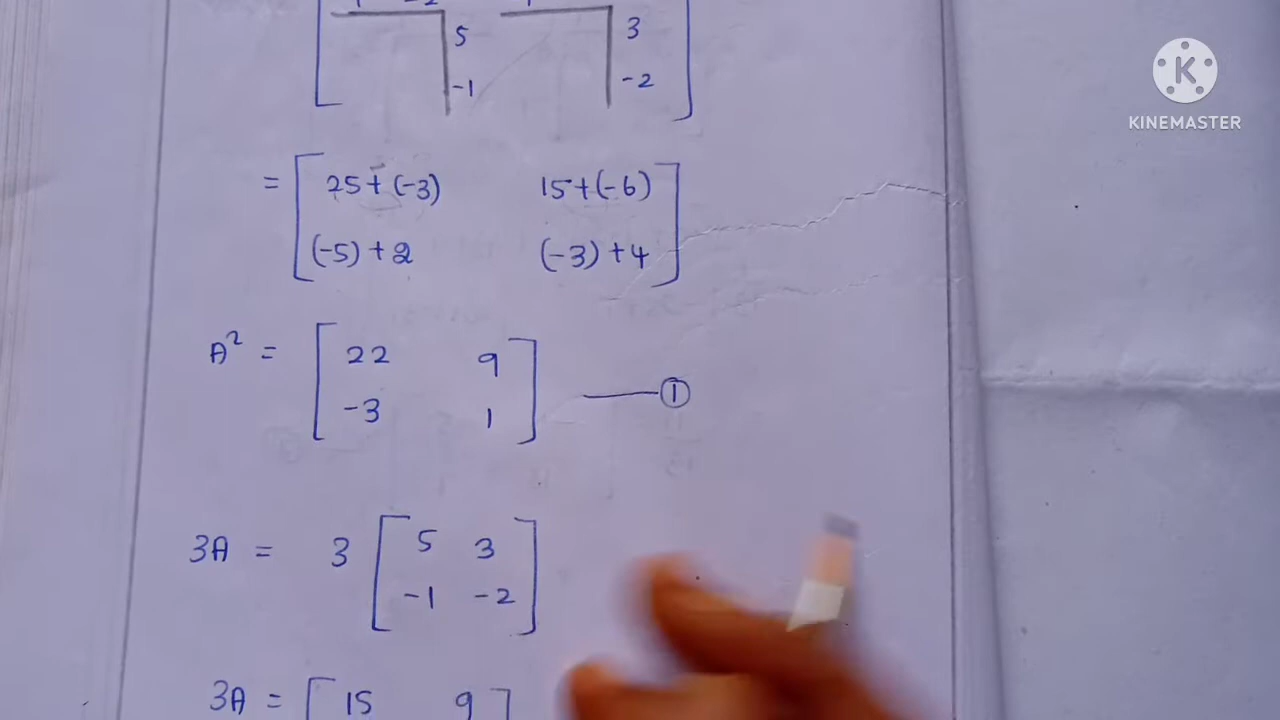 5 3
-1 -2
= [ 25+(-3) 15+(-6) ]
(-5)+2 (-3)+4
A² = [ 22 9 ] ——①
-3 1
3A = 3 [ 5 3 ]
-1 -2
3A = [ 15 9 ]
K
KINEMASTER